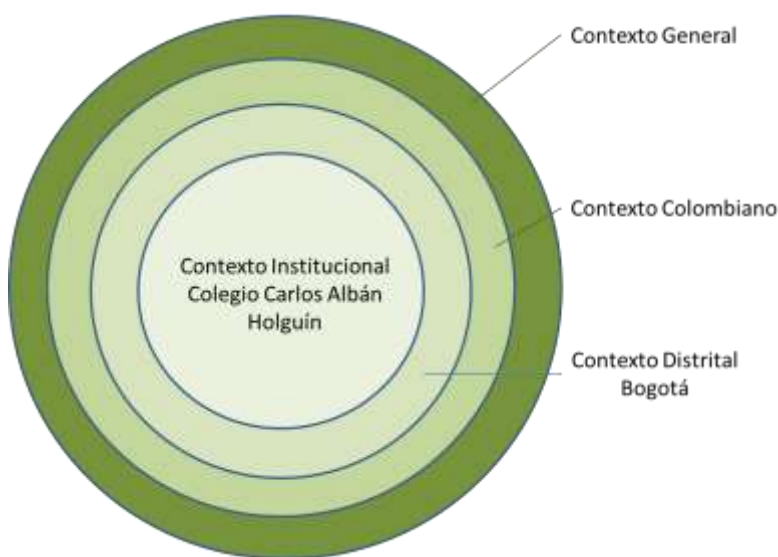 Contexto General
Contexto Colombiano
Contexto Institucional
Colegio Carlos Albán
Holguín
Contexto Distrital
Bogotá